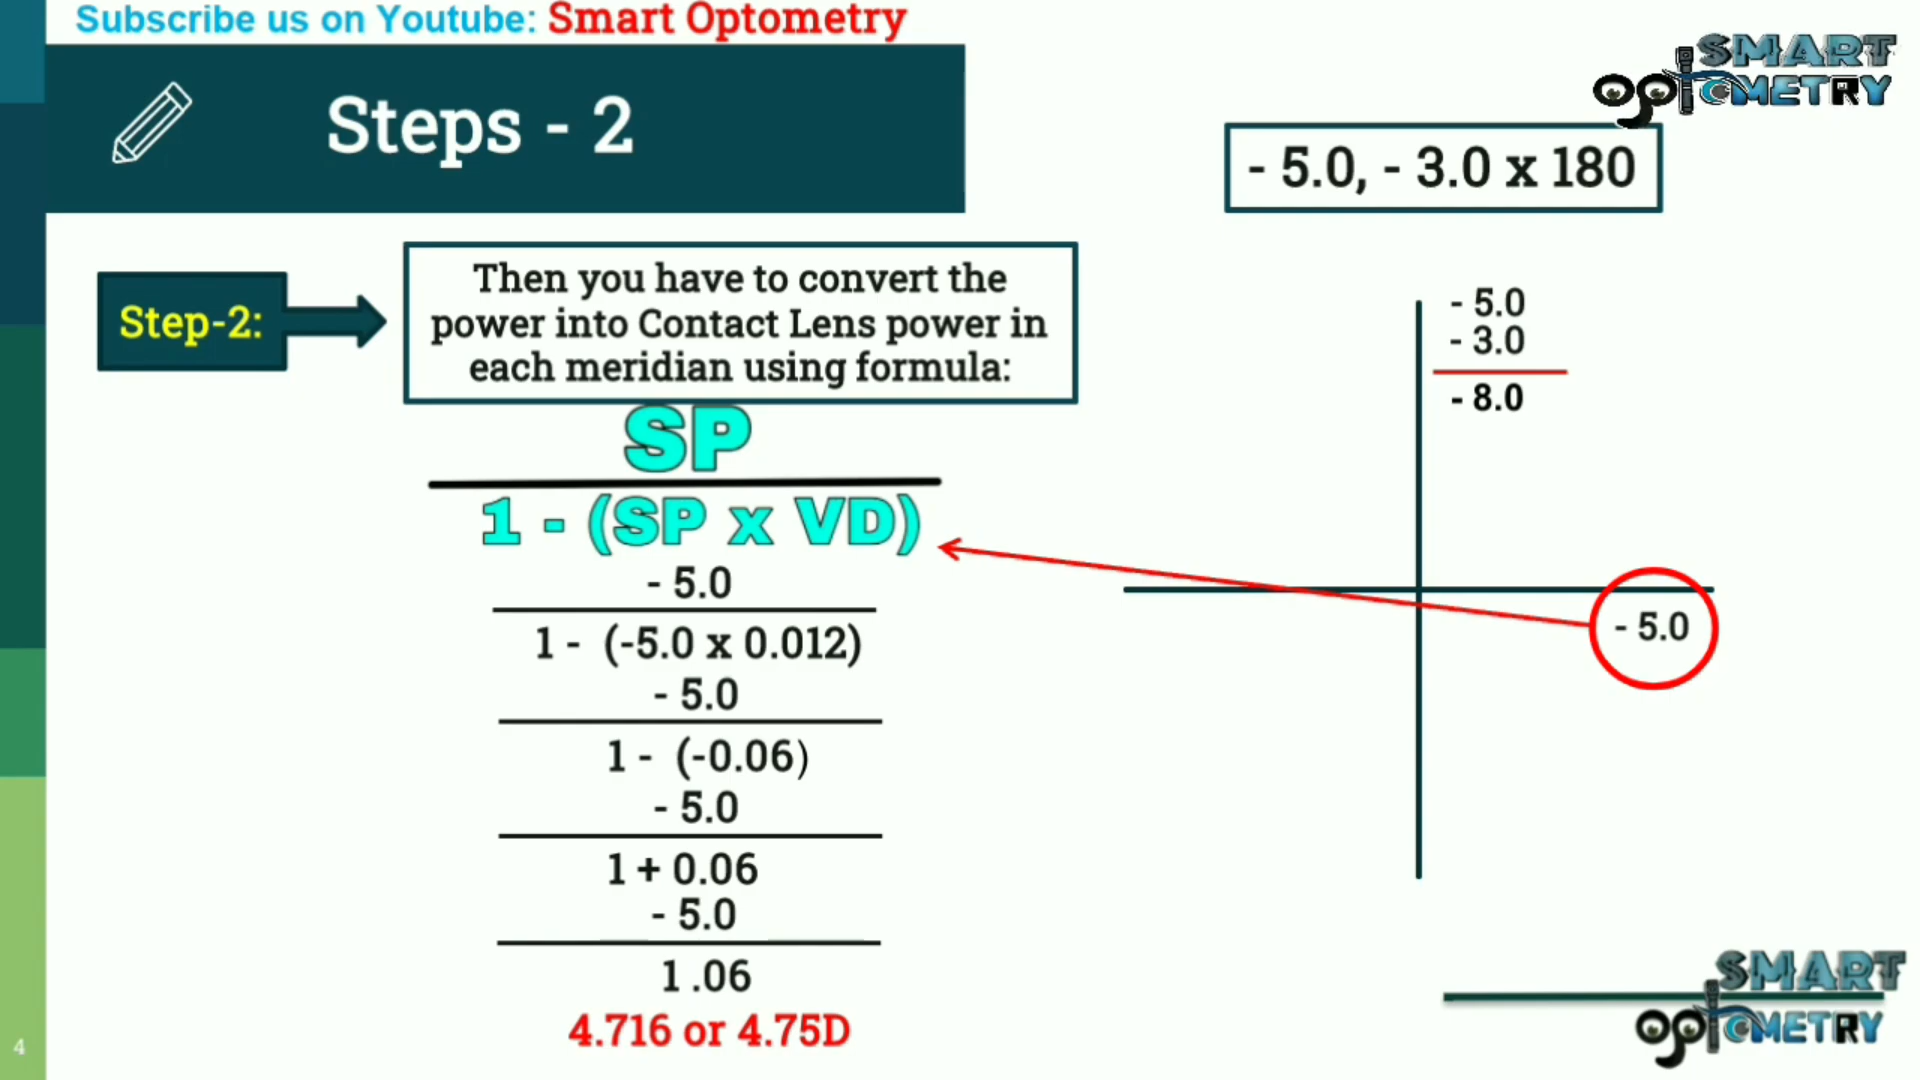 Subscribe us on Youtube: Smart Optometry
SMART
OptOMETRY
Steps - 2
- 5.0, - 3.0 x 180
Step-2:
Then you have to convert the
power into Contact Lens power in
each meridian using formula:
SP
1 - (SP x VD)
- 5.0
1 - (-5.0 x 0.012)
- 5.0
1 - (-0.06)
- 5.0
1 + 0.06
- 5.0
1 .06
4.716 or 4.75D
- 5.0
- 3.0
- 8.0
- 5.0
SMART
OptOMETRY
4